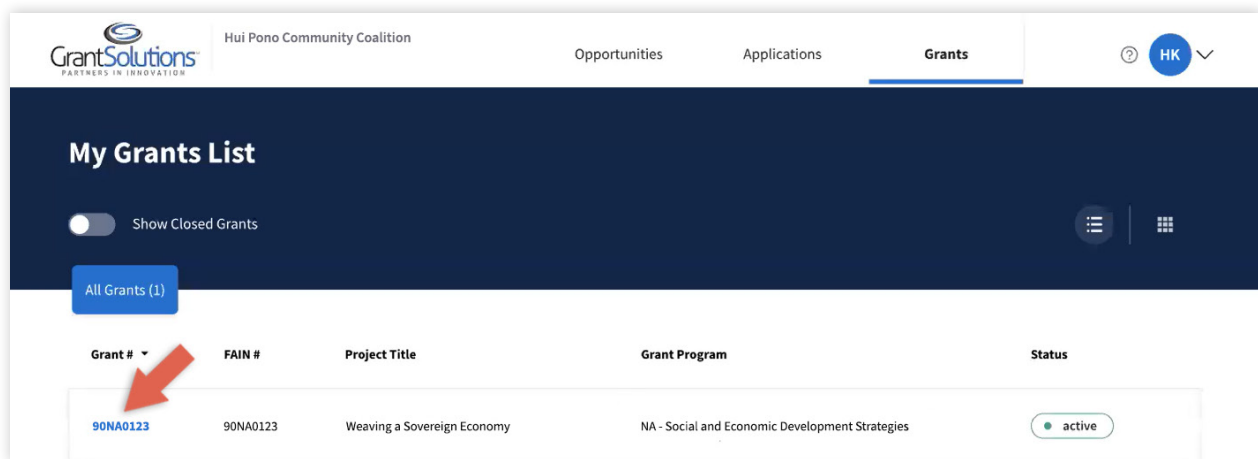 GrantSolutions
PARTNERS IN INNOVATION
Hui Pono Community Coalition
Opportunities Applications Grants ? HK
My Grants List
Show Closed Grants
All Grants (1)
Grant # FAIN # Project Title Grant Program Status
90NA0123 90NA0123 Weaving a Sovereign Economy NA - Social and Economic Development Strategies active